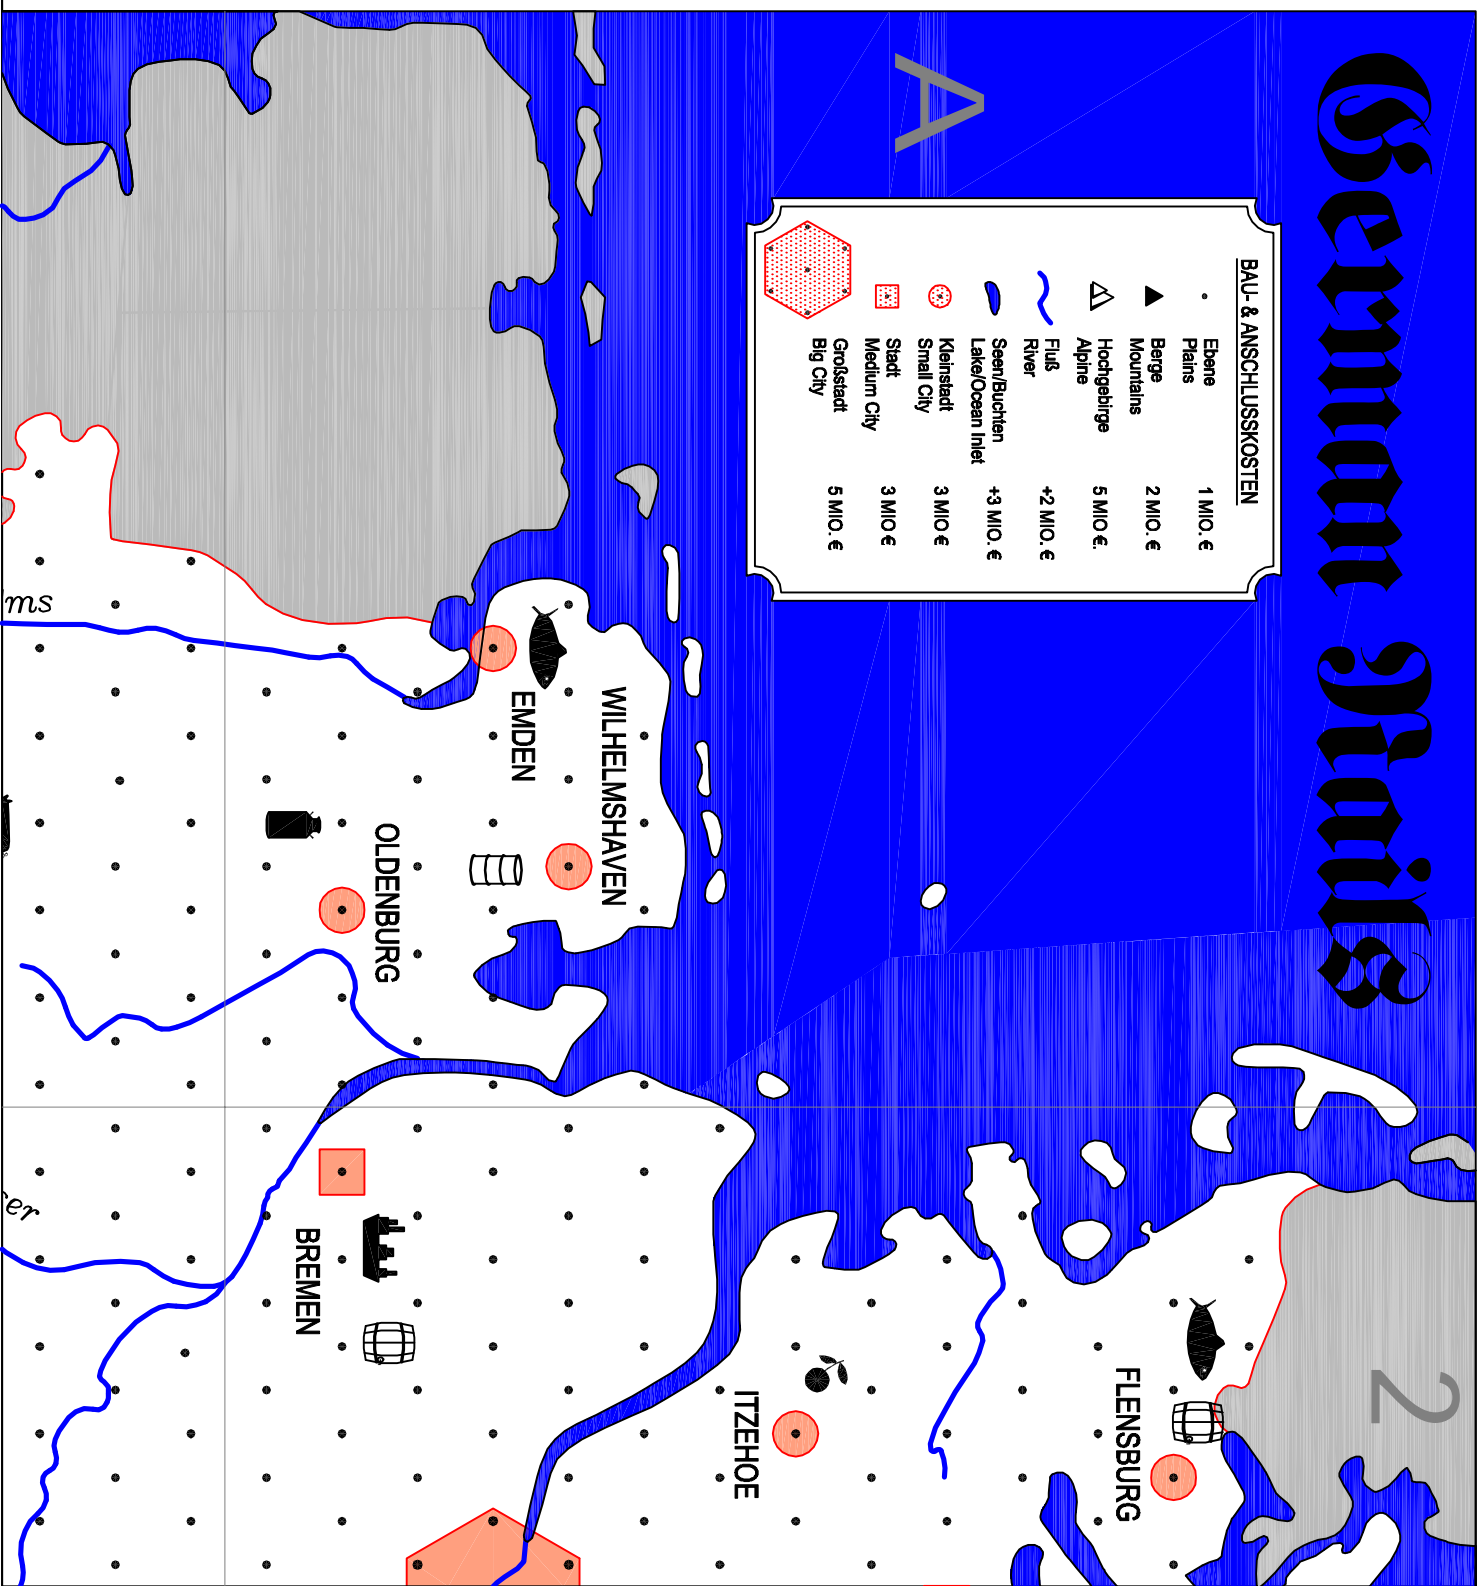 German Rails
A
2
BAU- & ANSCHLUSSKOSTEN
Ebene
Plains
1 MIO. €
Berge
Mountains
2 MIO. €
Hochgebirge
Alpine
5 MIO. €.
Fluß
River
+2 MIO. €
Seen/Buchten
Lake/Ocean Inlet
+3 MIO. €
Kleinstadt
Small City
3 MIO €
Stadt
Medium City
3 MIO €
Großstadt
Big City
5 MIO. €
FLENSBURG
ITZEHOE
WILHELMSHAVEN
EMDEN
OLDENBURG
BREMEN
ms
er